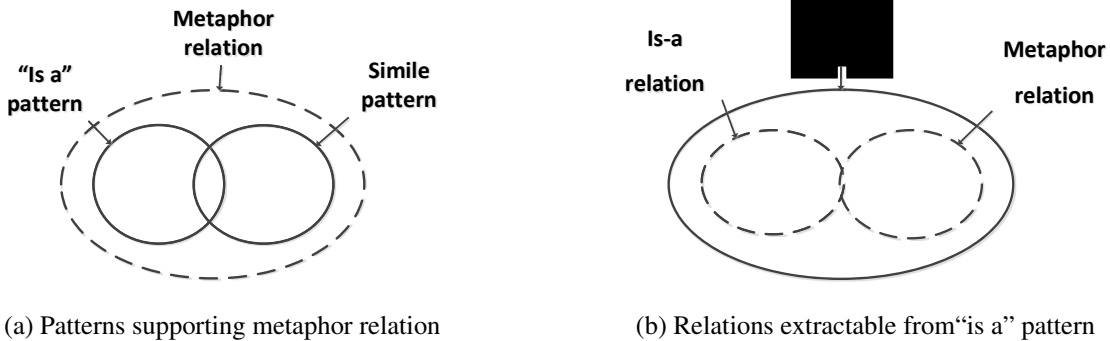 Metaphor
relation
“Is a”
pattern
Simile
pattern
Is-a
relation
Metaphor
relation
(a) Patterns supporting metaphor relation
(b) Relations extractable from“is a” pattern